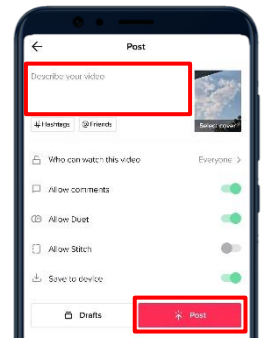 Post
Describe your video
#Hashtags @Friends
Select cover
Who can watch this video Everyone >
Allow comments
Allow Duet
Allow Stitch
Save to device
Drafts Post